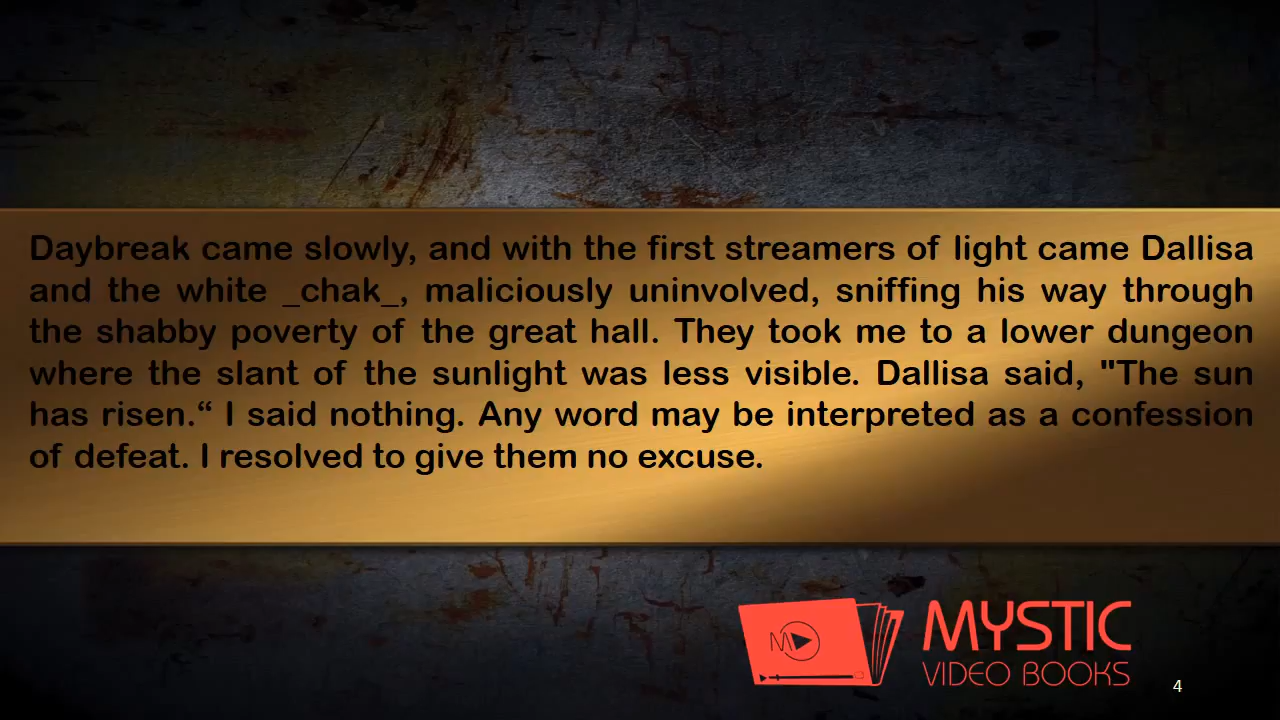 Daybreak came slowly, and with the first streamers of light came Dallisa
and the white _chak_, maliciously uninvolved, sniffing his way through
the shabby poverty of the great hall. They took me to a lower dungeon
where the slant of the sunlight was less visible. Dallisa said, "The sun
has risen.“ I said nothing. Any word may be interpreted as a confession
of defeat. I resolved to give them no excuse.
MYSTIC
VIDEO BOOKS
4